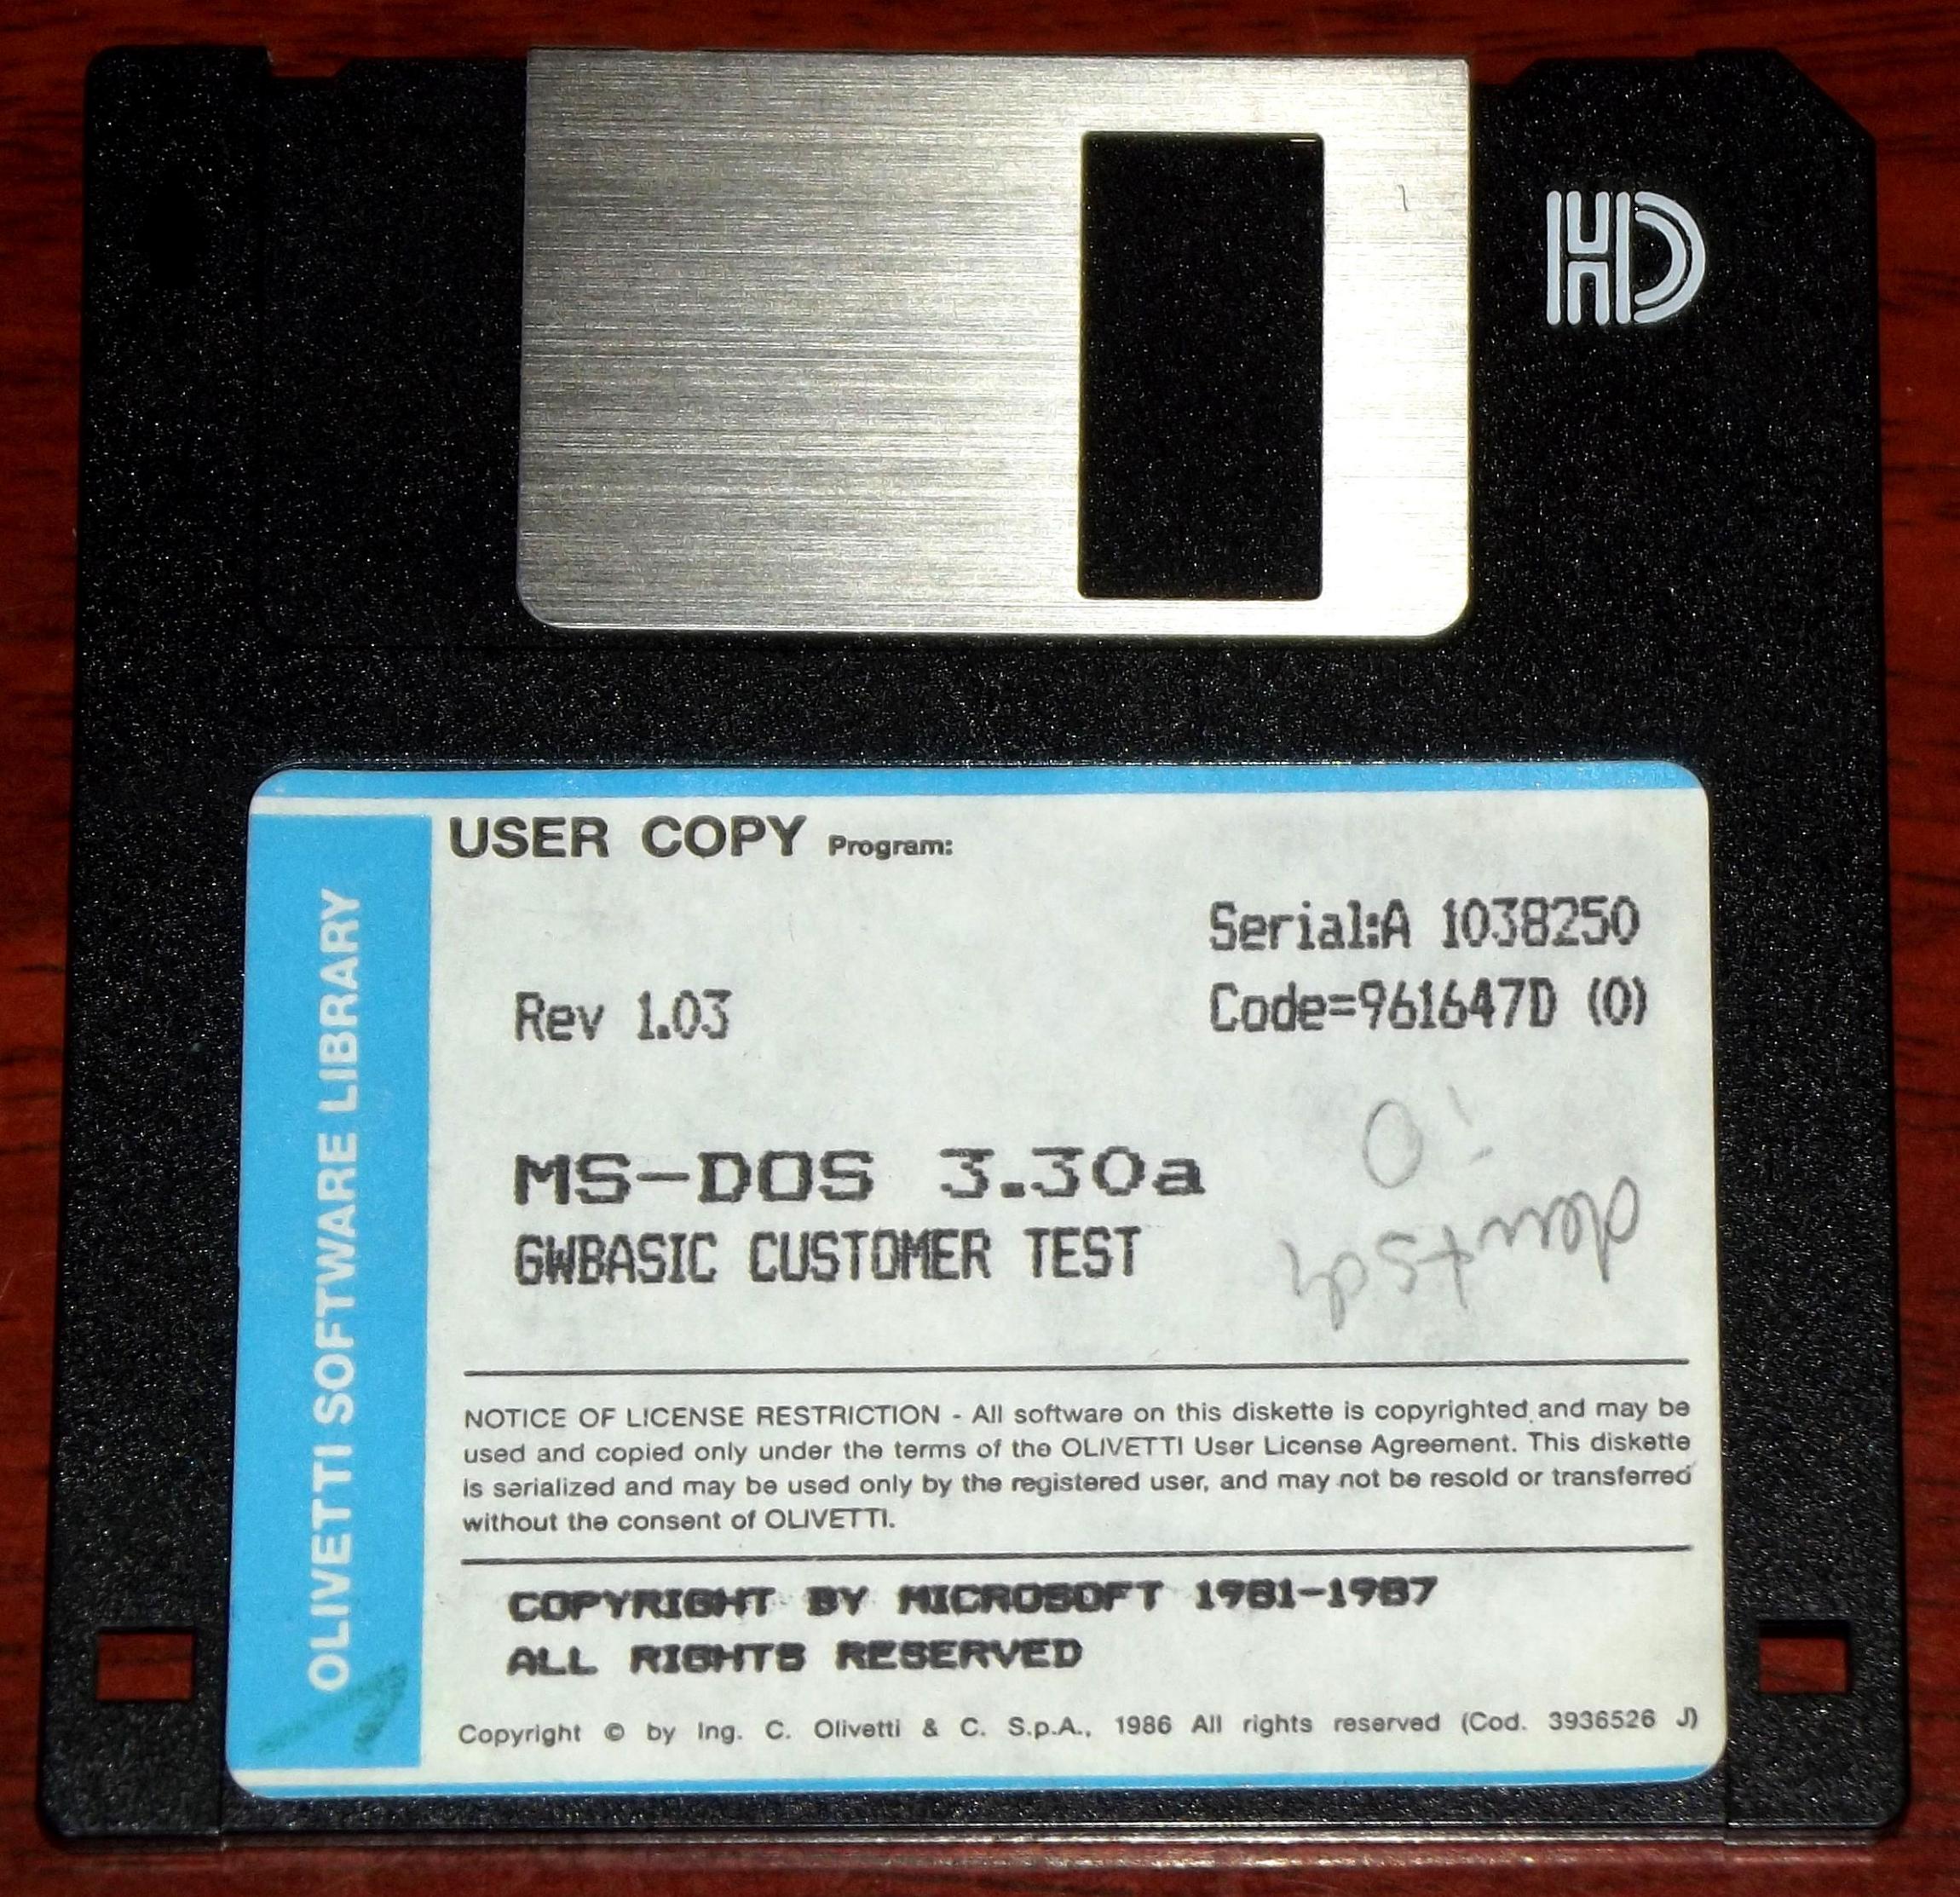 HD
USER COPY Program:
Serial:A 1038250
Rev 1.03
Code=961647D (0)
MS-DOS 3.30a
GWBASIC CUSTOMER TEST
NOTICE OF LICENSE RESTRICTION - All software on this diskette is copyrighted and may be
used and copied only under the terms of the OLIVETTI User License Agreement. This diskette
is serialized and may be used only by the registered user, and may not be resold or transferred
without the consent of OLIVETTI.
COPYRIGHT BY MICROSOFT 1981-1987
ALL RIGHTS RESERVED
Copyright © by Ing. C. Olivetti & C. S.p.A., 1986 All rights reserved (Cod. 3936526 J)
OLIVETTI SOFTWARE LIBRARY